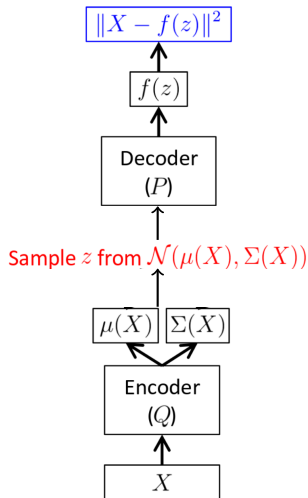 ‖X − f(z)‖²
f(z)
Decoder
(P)
Sample z from 𝒩(μ(X), Σ(X))
μ(X) Σ(X)
Encoder
(Q)
X